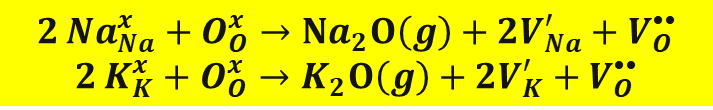 2 Na^x_Na + O^x_O → Na₂O(g) + 2V′_Na + V^••_O
2 K^x_K + O^x_O → K₂O(g) + 2V′_K + V^••_O